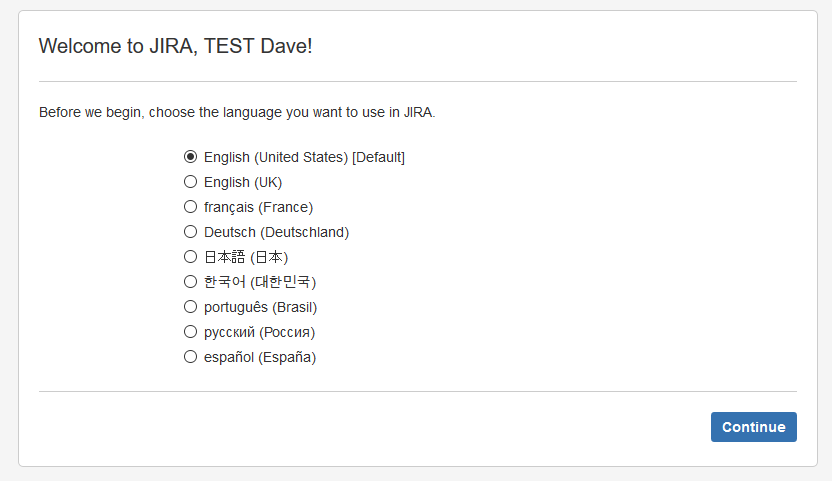 Welcome to JIRA, TEST Dave!
Before we begin, choose the language you want to use in JIRA.
English (United States) [Default]
English (UK)
français (France)
Deutsch (Deutschland)
日本語 (日本)
한국어 (대한민국)
português (Brasil)
русский (Россия)
español (España)
Continue